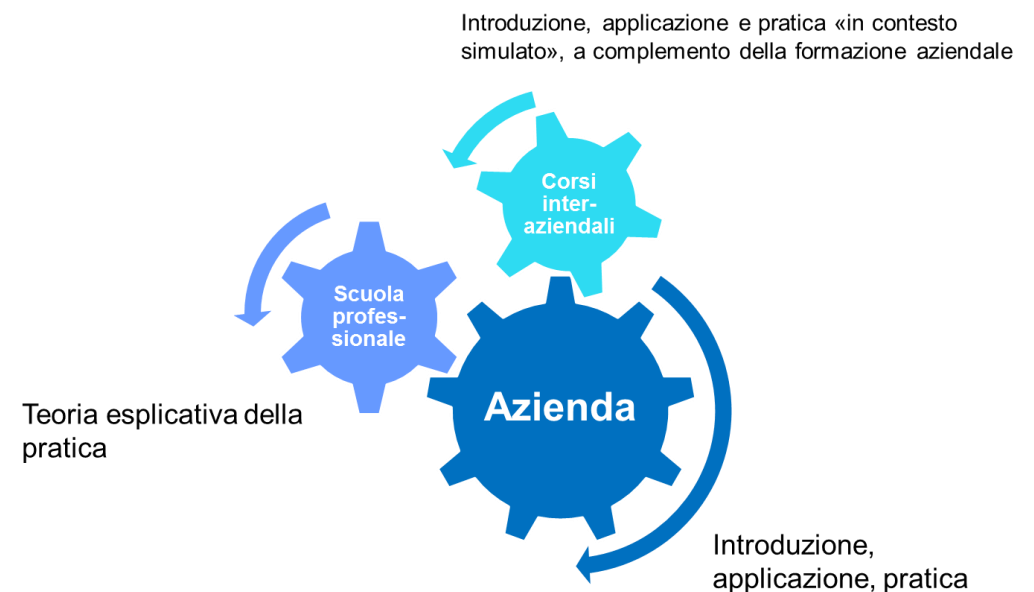 Introduzione, applicazione e pratica «in contesto
simulato», a complemento della formazione aziendale
Corsi
inter-
aziendali
Scuola
profes-
sionale
Azienda
Teoria esplicativa della
pratica
Introduzione,
applicazione, pratica